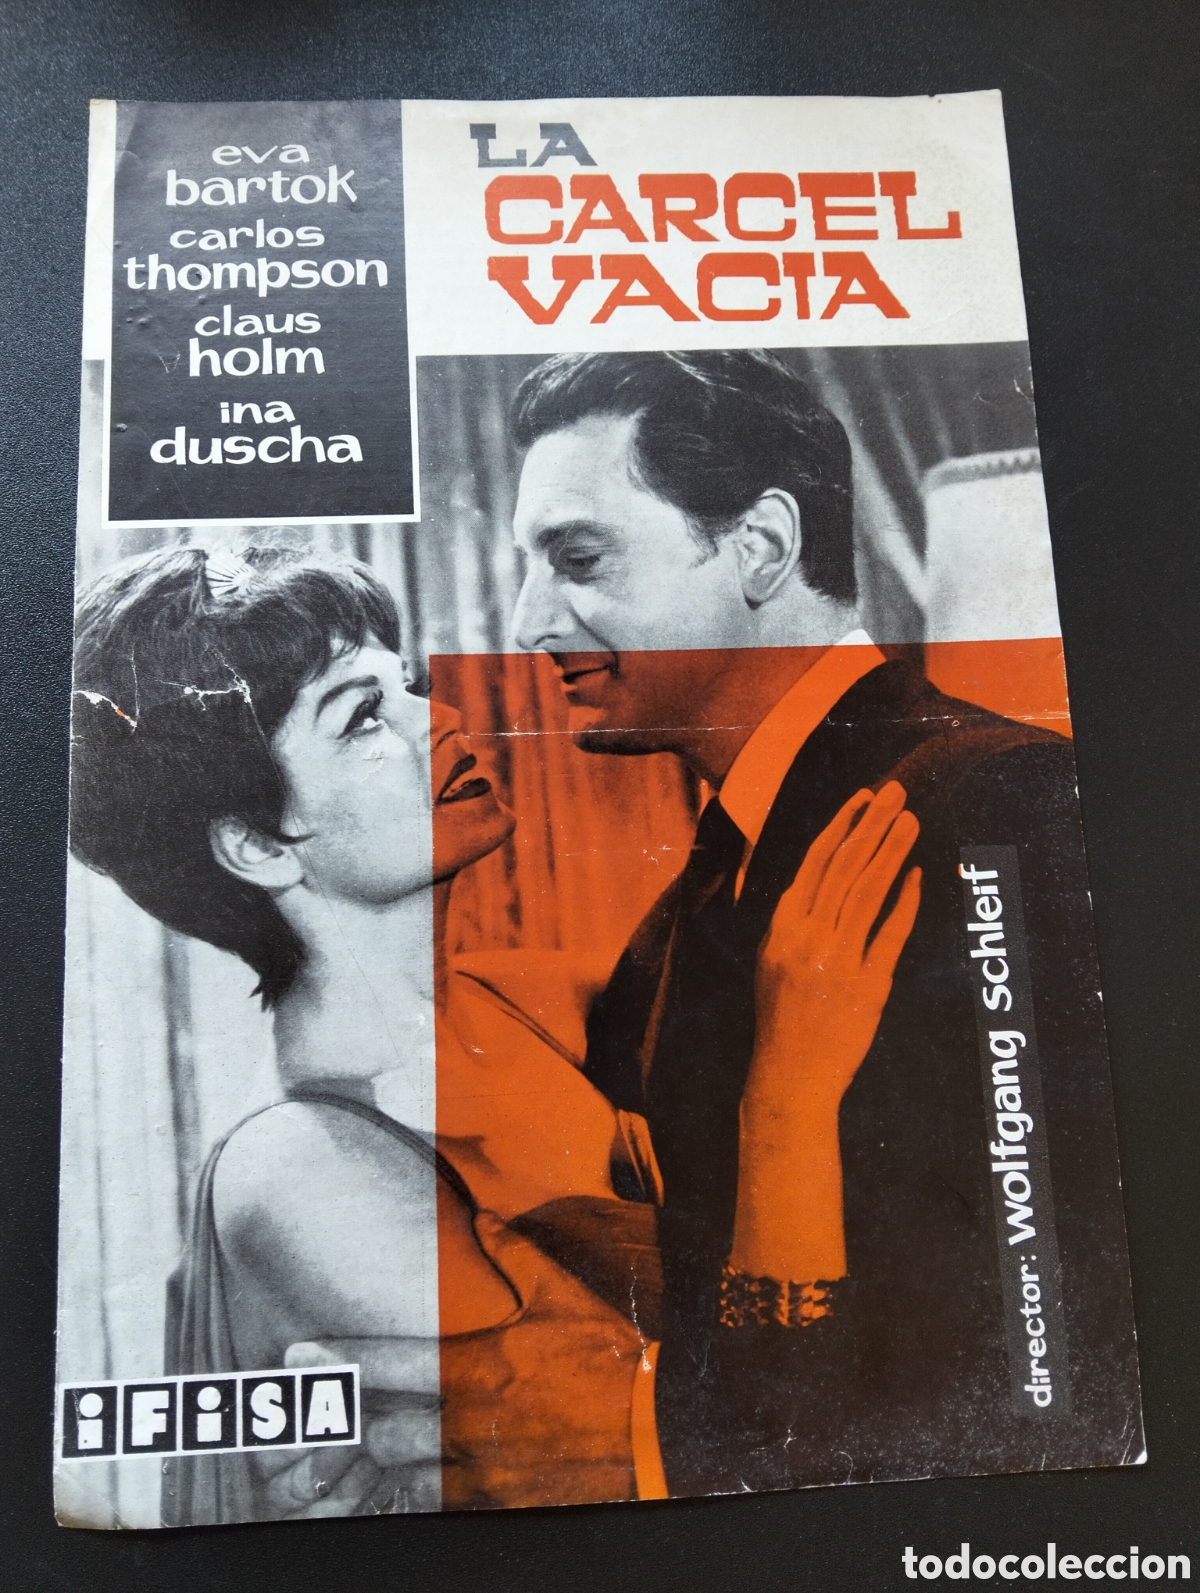 eva
bartok
carlos
thompson
claus
holm
ina
duscha
LA
CARCEL
VACIA
director: wolfgang schleif
iFiSA
todocoleccion